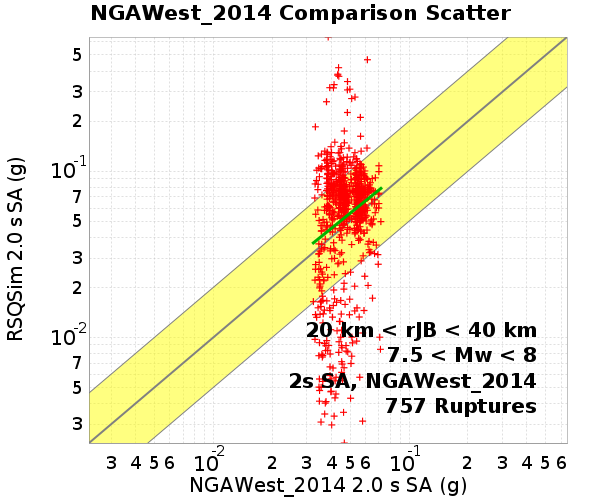 NGAWest_2014 Comparison Scatter
RSQSim 2.0 s SA (g)
5
3
2
10-1
7
5
3
2
10-2
7
5
3
20 km < rJB < 40 km
7.5 < Mw < 8
2s SA, NGAWest_2014
757 Ruptures
3 4 5 6 10-2 2 3 4 5 6 10-1 2 3 4 5 6
NGAWest_2014 2.0 s SA (g)